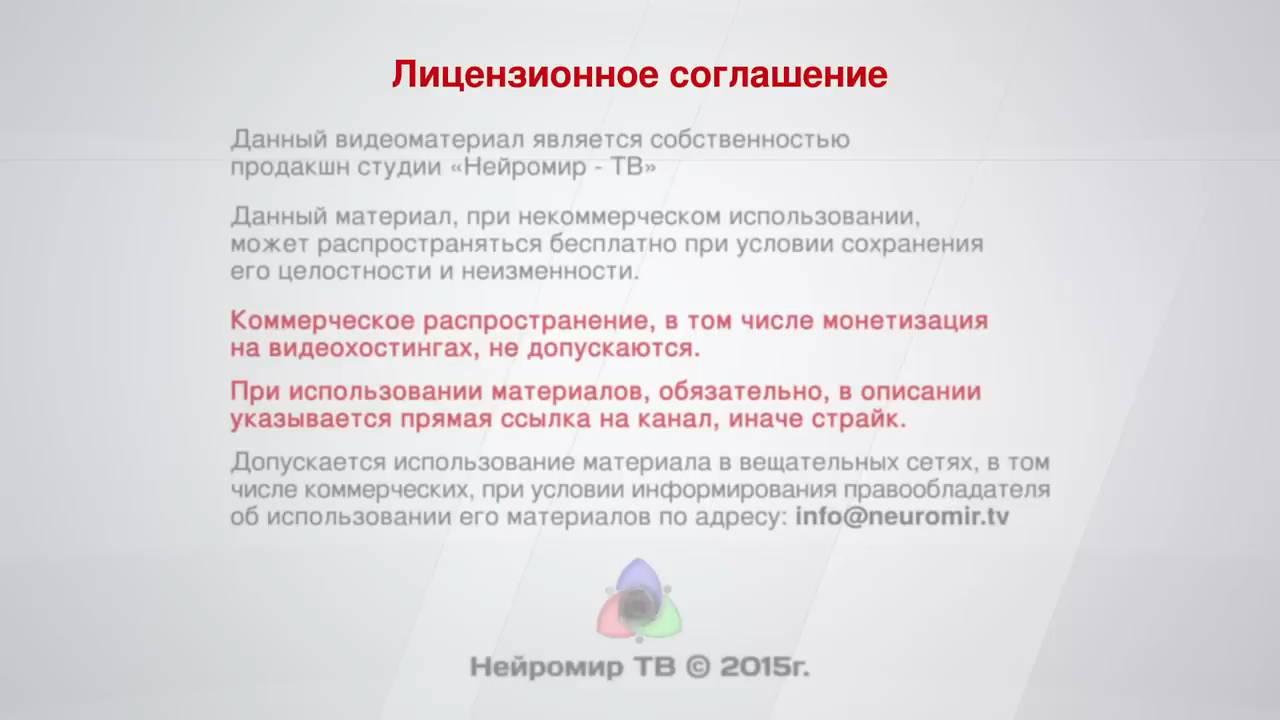 Лицензионное соглашение
Данный видеоматериал является собственностью
продакшн студии «Нейромир - ТВ»
Данный материал, при некоммерческом использовании,
может распространяться бесплатно при условии сохранения
его целостности и неизменности.
Коммерческое распространение, в том числе монетизация
на видеохостингах, не допускаются.
При использовании материалов, обязательно, в описании
указывается прямая ссылка на канал, иначе страйк.
Допускается использование материала в вещательных сетях, в том
числе коммерческих, при условии информирования правообладателя
об использовании его материалов по адресу: info@neuromir.tv
Нейромир ТВ © 2015г.